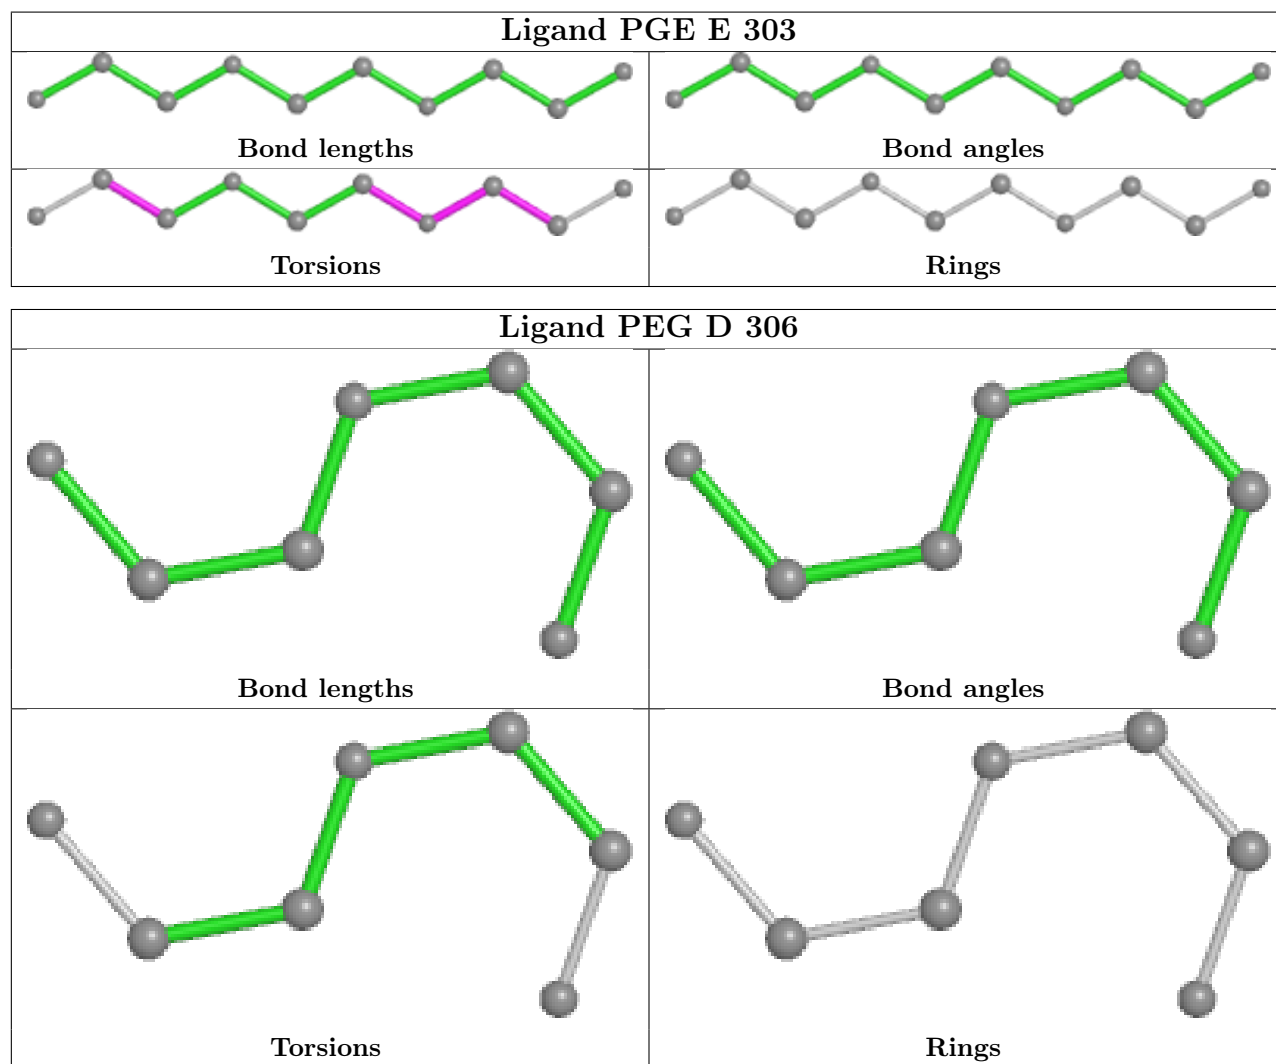 Ligand PGE E 303
Bond lengths
Bond angles
Torsions
Rings
Ligand PEG D 306
Bond lengths
Bond angles
Torsions
Rings